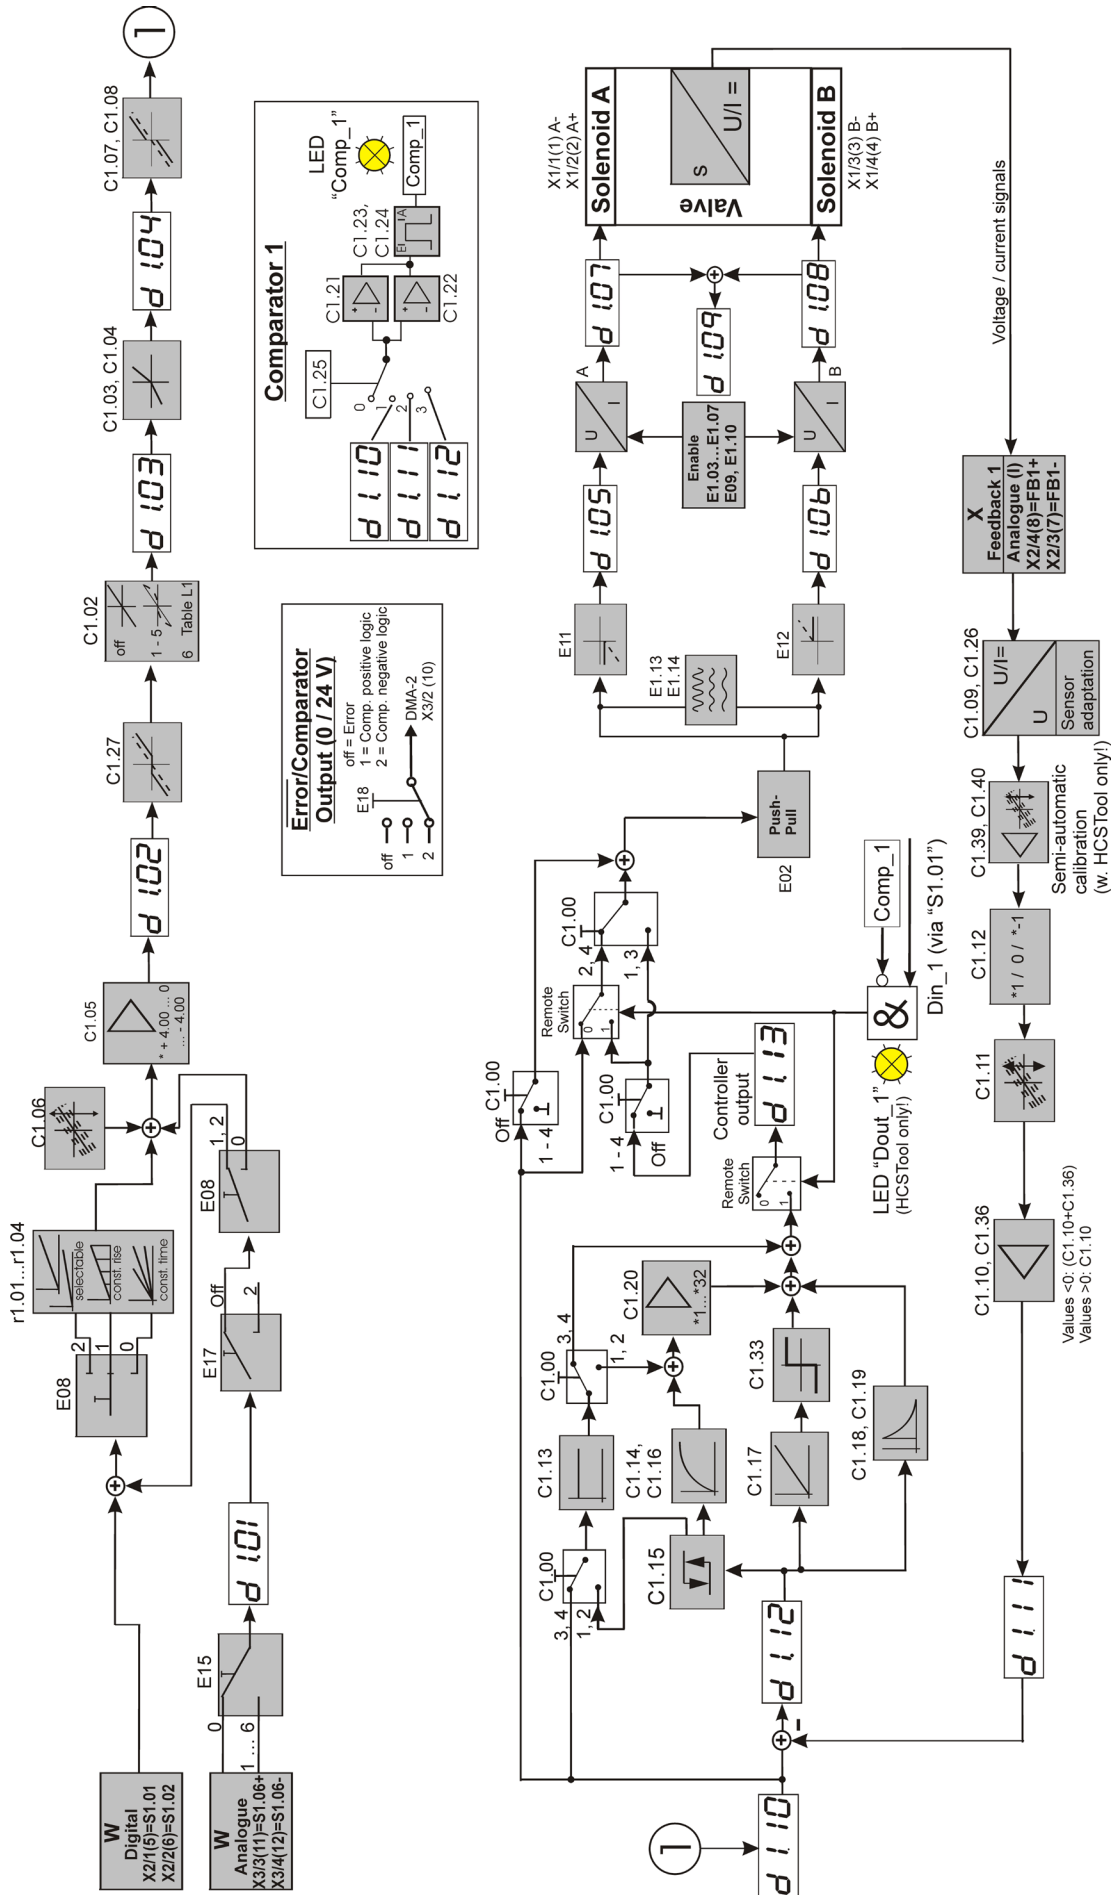 W
Digital
X2/1(5)=S1.01
X2/2(6)=S1.02
W
Analogue
X3/3(11)=S1.06+
X3/4(12)=S1.06-
0
1 ... 6
E15
d 1.01
E08
2
1
0
r1.01...r1.04
selectable
const. rise
const. time
E17
Off
2
E08
1, 2
0
C1.06
C1.05
* + 4.00 ... 0
... - 4.00
d 1.02
C1.27
C1.02
off
1 - 5
6 Table L1
d 1.03
C1.03, C1.04
d 1.04
C1.07, C1.08
1
Error/Comparator
Output (0 / 24 V)
off = Error
1 = Comp. positive logic
2 = Comp. negative logic
E18
off
1
2
DMA-2
X3/2 (10)
Comparator 1
C1.25
0
1
2
3
d 1.10
d 1.11
d 1.12
C1.21
C1.22
C1.23,
C1.24
E
A
LED
"Comp_1"
Comp_1
1
d 1.10
-
d 1.12
C1.00
3, 4
1, 2
C1.15
C1.13
C1.14,
C1.16
C1.17
C1.18, C1.19
C1.00
3, 4
1, 2
C1.20
*1...*32
C1.33
Remote
Switch
0
1
Controller
output
d 1.13
Off
C1.00
1 - 4
1 - 4
C1.00
Off
Remote
Switch
0
1
C1.00
2, 4
1, 3
LED "Dout_1"
(HCSTool only!)
&
Comp_1
Din_1 (via "S1.01")
Push-
Pull
E02
E1.13
E1.14
E11
E12
d 1.05
d 1.06
Enable
E1.03...E1.07
E09, E1.10
U
I
A
U
I
B
d 1.07
d 1.09
d 1.08
X1/1(1) A-
X1/2(2) A+
Solenoid A
Valve
s
U/I =
Solenoid B
X1/3(3) B-
X1/4(4) B+
Voltage / current signals
X
Feedback 1
Analogue (I)
X2/4(8)=FB1+
X2/3(7)=FB1-
C1.09, C1.26
U/I=
U
Sensor
adaptation
C1.39, C1.40
Semi-automatic
calibration
(w. HCSTool only!)
C1.12
*1 / 0 / *-1
C1.11
C1.10, C1.36
Values <0: (C1.10+C1.36)
Values >0: C1.10
d 1.11